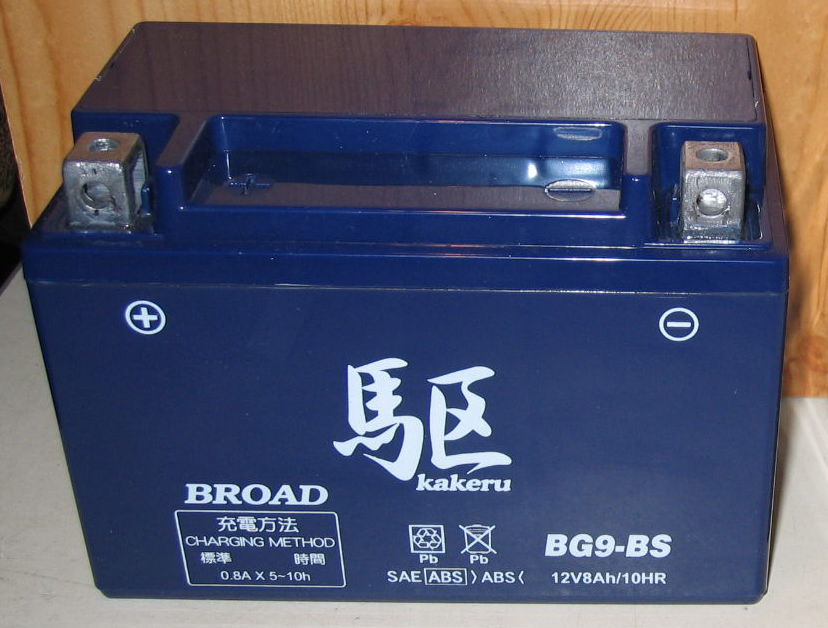 駆
kakeru
BROAD
充電方法
CHARGING METHOD
標準 時間
0.8A X 5~10h
Pb Pb
SAE ABS 〉ABS〈
BG9-BS
12V8Ah/10HR